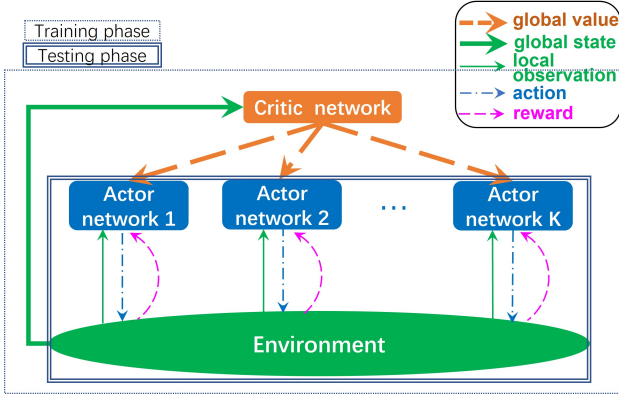 Training phase
Testing phase
global value
global state
local
observation
action
reward
Critic network
Actor
network 1
Actor
network 2
...
Actor
network K
Environment